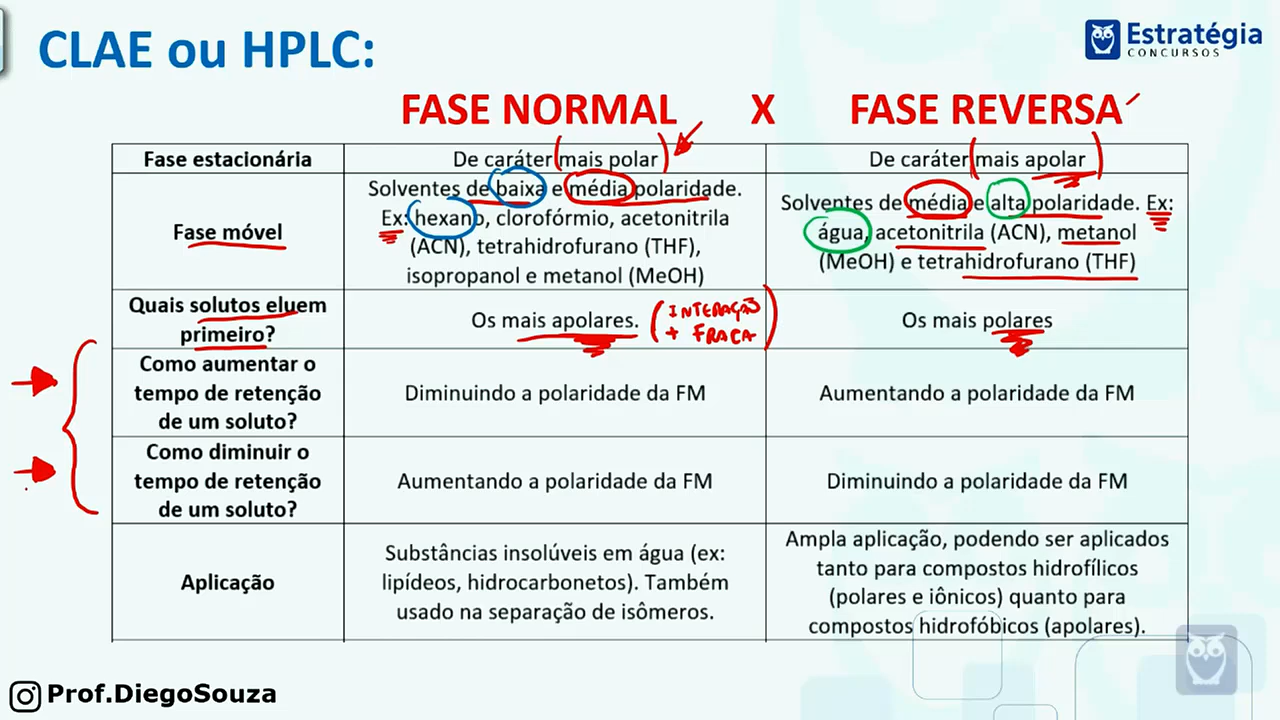 CLAE ou HPLC:
Estratégia
CONCURSOS
FASE NORMAL X FASE REVERSA
Fase estacionária
De caráter mais polar
De caráter mais apolar
Fase móvel
Solventes de baixa e média polaridade.
Ex: hexano, clorofórmio, acetonitrila
(ACN), tetrahidrofurano (THF),
isopropanol e metanol (MeOH)
Solventes de média e alta polaridade. Ex:
água, acetonitrila (ACN), metanol
(MeOH) e tetrahidrofurano (THF)
Quais solutos eluem
primeiro?
Os mais apolares.
(INTERAÇÃO
+ FRACA)
Os mais polares
Como aumentar o
tempo de retenção
de um soluto?
Diminuindo a polaridade da FM
Aumentando a polaridade da FM
Como diminuir o
tempo de retenção
de um soluto?
Aumentando a polaridade da FM
Diminuindo a polaridade da FM
Aplicação
Substâncias insolúveis em água (ex:
lipídeos, hidrocarbonetos). Também
usado na separação de isômeros.
Ampla aplicação, podendo ser aplicados
tanto para compostos hidrofílicos
(polares e iônicos) quanto para
compostos hidrofóbicos (apolares).
Prof.DiegoSouza